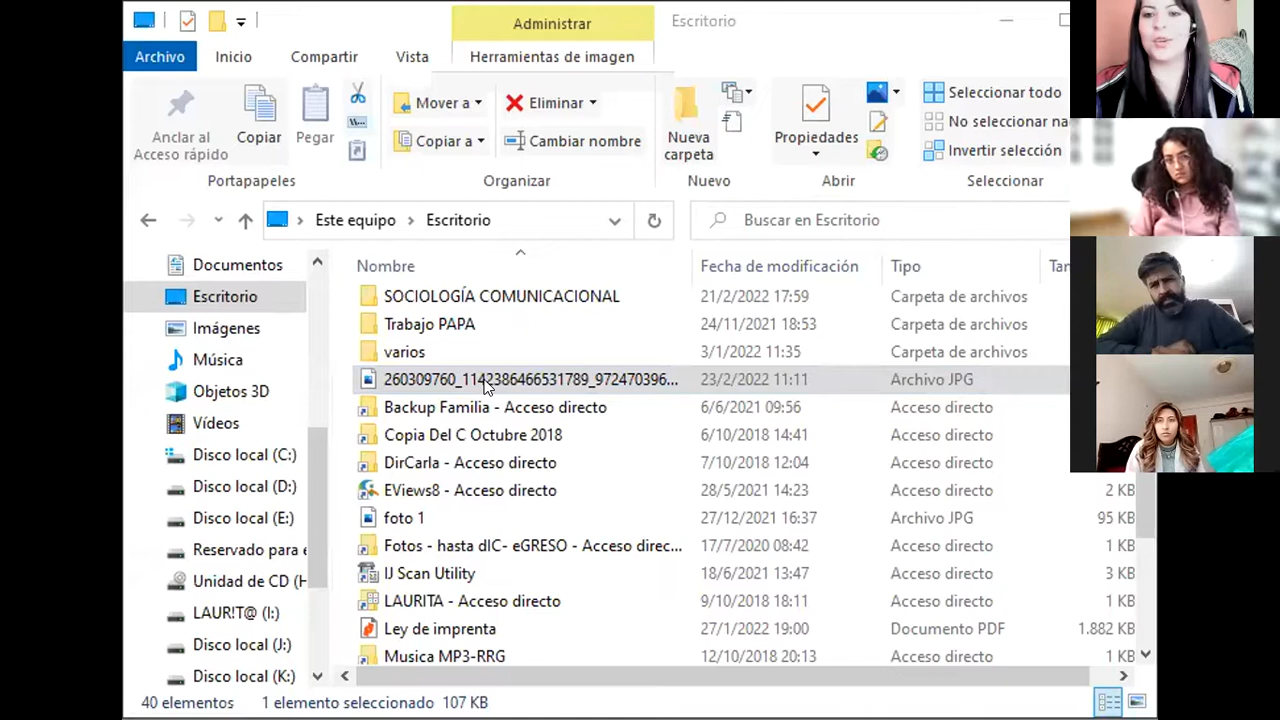 Administrar
Escritorio
Archivo
Inicio
Compartir
Vista
Herramientas de imagen
Anclar al
Acceso rápido
Copiar
Pegar
Mover a
Copiar a
Eliminar
Cambiar nombre
Nueva
carpeta
Propiedades
Seleccionar todo
No seleccionar na
Invertir selección
Portapapeles
Organizar
Nuevo
Abrir
Seleccionar
Este equipo > Escritorio
Buscar en Escritorio
Documentos
Escritorio
Imágenes
Música
Objetos 3D
Vídeos
Disco local (C:)
Disco local (D:)
Disco local (E:)
Reservado para e
Unidad de CD (H
LAUR!T@ (I:)
Disco local (J:)
Disco local (K:)
Nombre Fecha de modificación Tipo Tar
SOCIOLOGÍA COMUNICACIONAL 21/2/2022 17:59 Carpeta de archivos
Trabajo PAPA 24/11/2021 18:53 Carpeta de archivos
varios 3/1/2022 11:35 Carpeta de archivos
260309760_1142386466531789_972470396... 23/2/2022 11:11 Archivo JPG
Backup Familia - Acceso directo 6/6/2021 09:56 Acceso directo
Copia Del C Octubre 2018 6/10/2018 14:41 Acceso directo
DirCarla - Acceso directo 7/10/2018 12:04 Acceso directo
EViews8 - Acceso directo 28/5/2021 14:23 Acceso directo 2 KB
foto 1 27/12/2021 16:37 Archivo JPG 95 KB
Fotos - hasta dIC- eGRESO - Acceso direc... 17/7/2020 08:42 Acceso directo 1 KB
IJ Scan Utility 18/6/2021 13:47 Acceso directo 3 KB
LAURITA - Acceso directo 9/10/2018 18:11 Acceso directo 1 KB
Ley de imprenta 27/1/2022 19:00 Documento PDF 1.882 KB
Musica MP3-RRG 12/10/2018 20:13 Acceso directo 1 KB
40 elementos 1 elemento seleccionado 107 KB